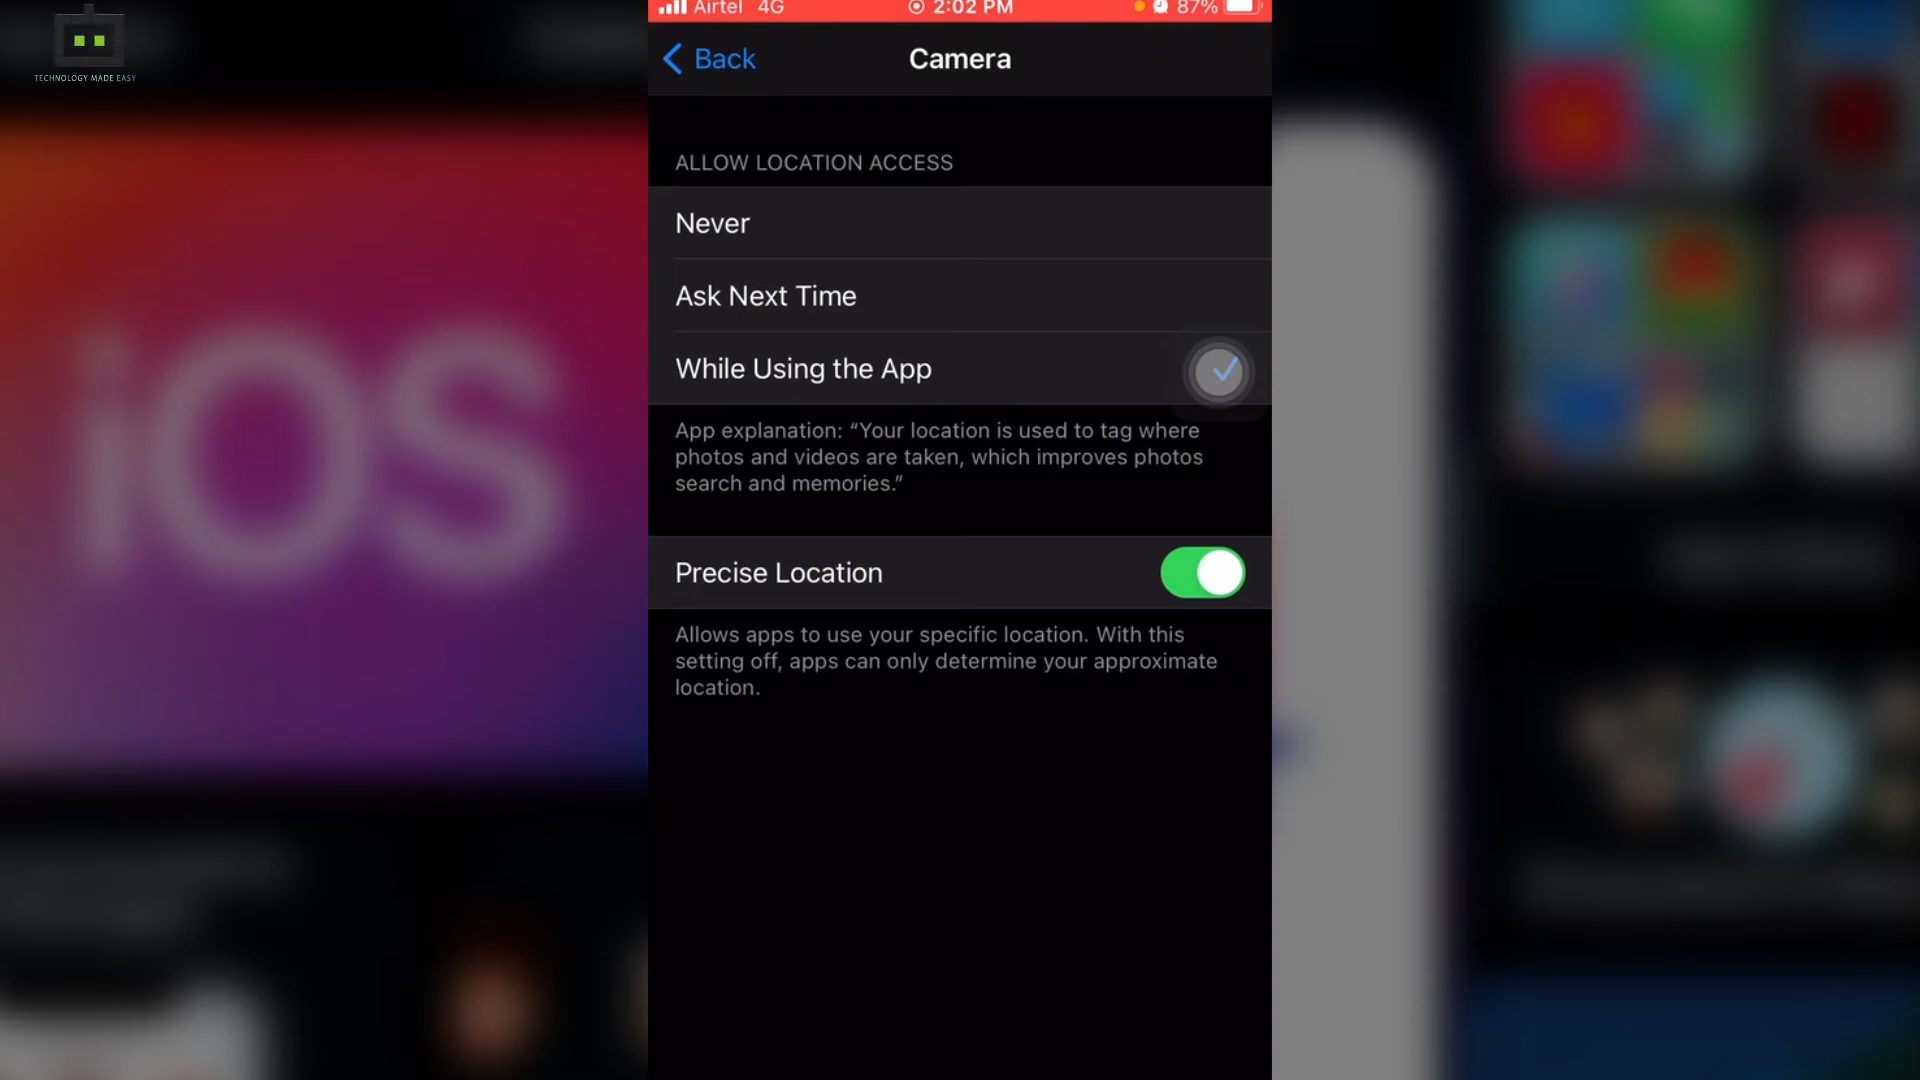 TECHNOLOGY MADE EASY
Airtel 4G 2:02 PM 87%
Back Camera
ALLOW LOCATION ACCESS
Never
Ask Next Time
While Using the App
App explanation: “Your location is used to tag where
photos and videos are taken, which improves photos
search and memories.”
Precise Location
Allows apps to use your specific location. With this
setting off, apps can only determine your approximate
location.
iOS